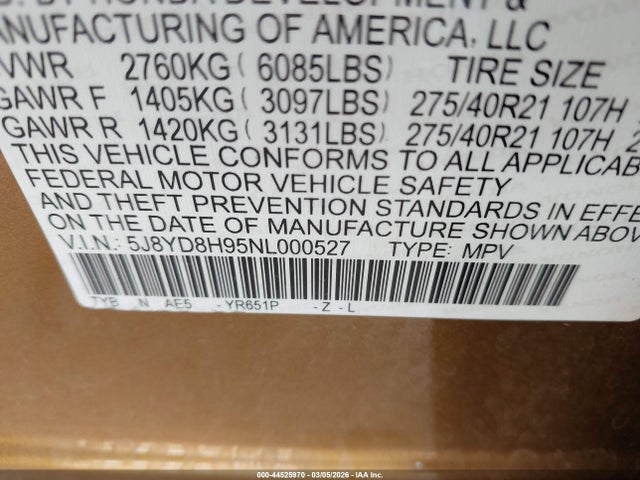 BY HONDA DEVELOPMENT &
MANUFACTURING OF AMERICA, LLC
GVWR 2760KG ( 6085LBS) TIRE SIZE
GAWR F 1405KG ( 3097LBS) 275/40R21 107H
GAWR R 1420KG ( 3131LBS) 275/40R21 107H
THIS VEHICLE CONFORMS TO ALL APPLICAB
FEDERAL MOTOR VEHICLE SAFETY
AND THEFT PREVENTION STANDARDS IN EFFE
ON THE DATE OF MANUFACTURE SHOWN ABOV
V.I.N.: 5J8YD8H95NL000527 TYPE: MPV
TYB N AE5 -YR651P -Z -L
000-44525970 - 03/05/2026 - IAA Inc.